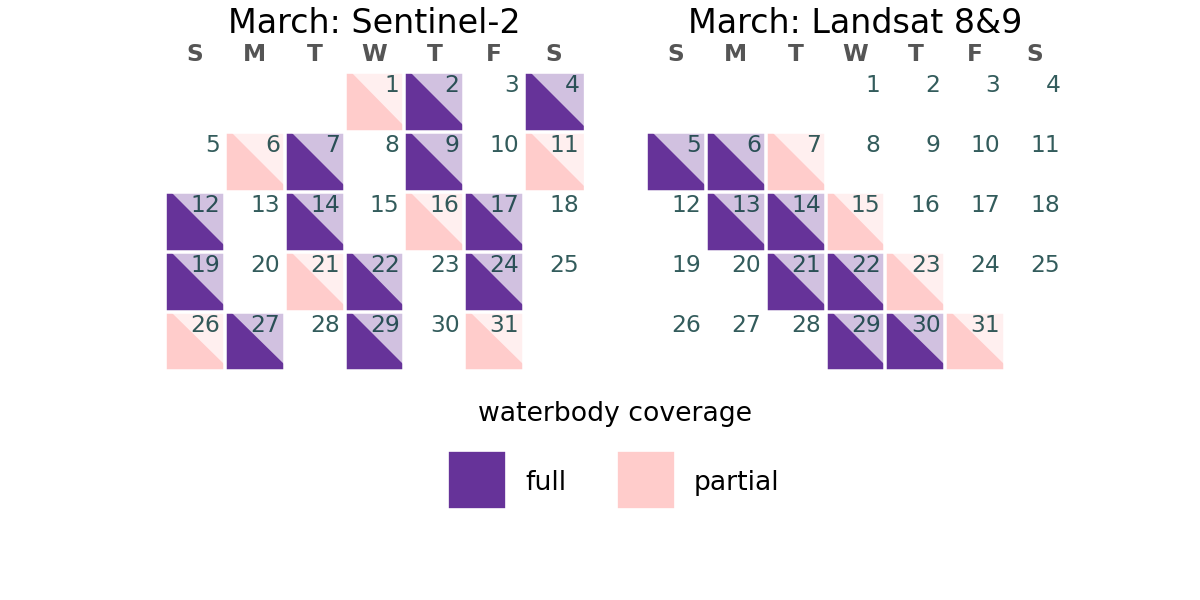 March: Sentinel-2
S M T W T F S
1 2 3 4
5 6 7 8 9 10 11
12 13 14 15 16 17 18
19 20 21 22 23 24 25
26 27 28 29 30 31
March: Landsat 8&9
S M T W T F S
1 2 3 4
5 6 7 8 9 10 11
12 13 14 15 16 17 18
19 20 21 22 23 24 25
26 27 28 29 30 31
waterbody coverage
full partial